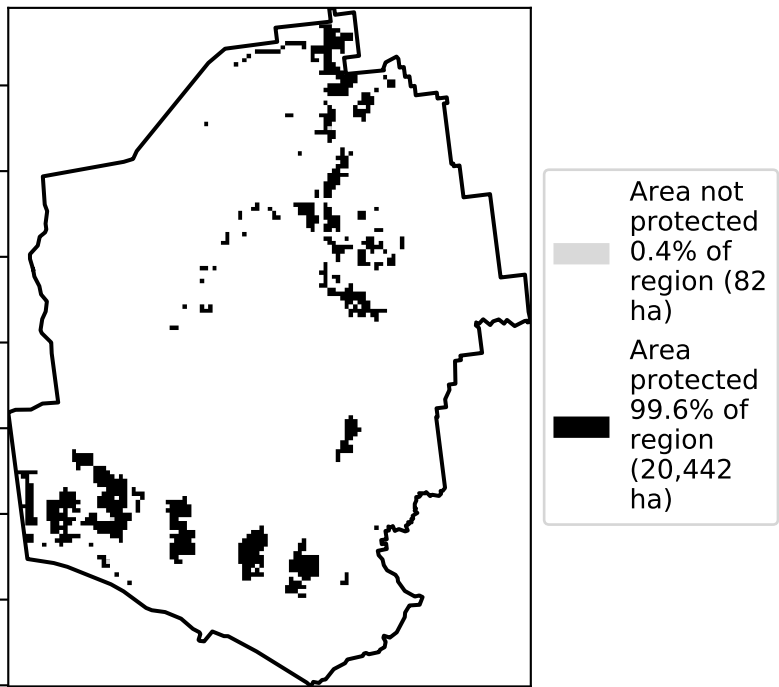 Area not
protected
0.4% of
region (82
ha)
Area
protected
99.6% of
region
(20,442
ha)